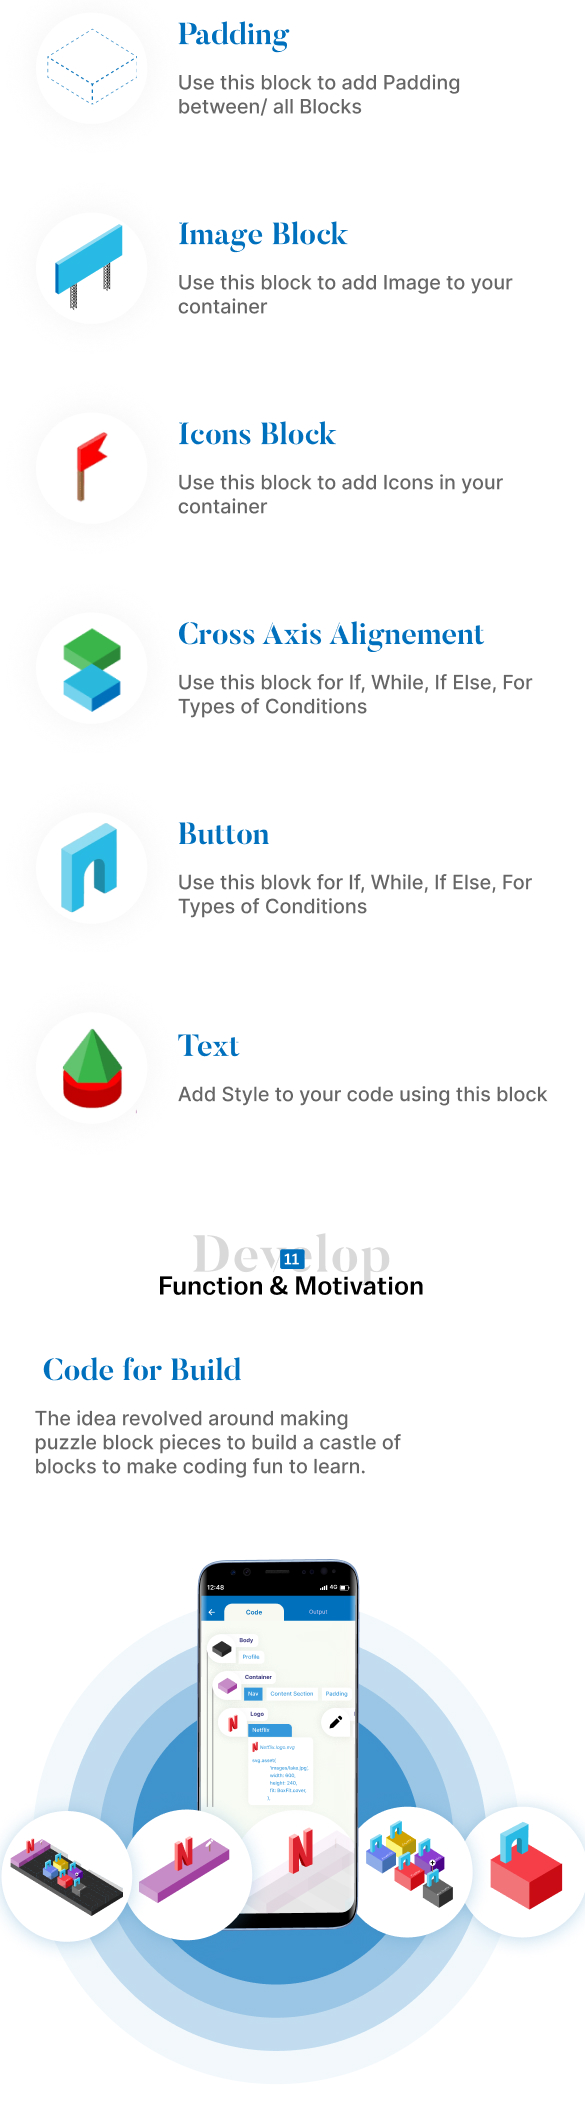 Padding
Use this block to add Padding
between/ all Blocks
Image Block
Use this block to add Image to your
container
Icons Block
Use this block to add Icons in your
container
Cross Axis Alignement
Use this block for If, While, If Else, For
Types of Conditions
Button
Use this blovk for If, While, If Else, For
Types of Conditions
Text
Add Style to your code using this block
Develop
11
Function & Motivation
Code for Build
The idea revolved around making
puzzle block pieces to build a castle of
blocks to make coding fun to learn.
12:48 4G
Code Output
Body
Profile
Container
Nav Content Section Padding
Logo
Netflix
Netflix.logo.svg
svg.asset(
'images/lake.jpg',
width: 600,
height: 240,
fit: BoxFit.cover,
),